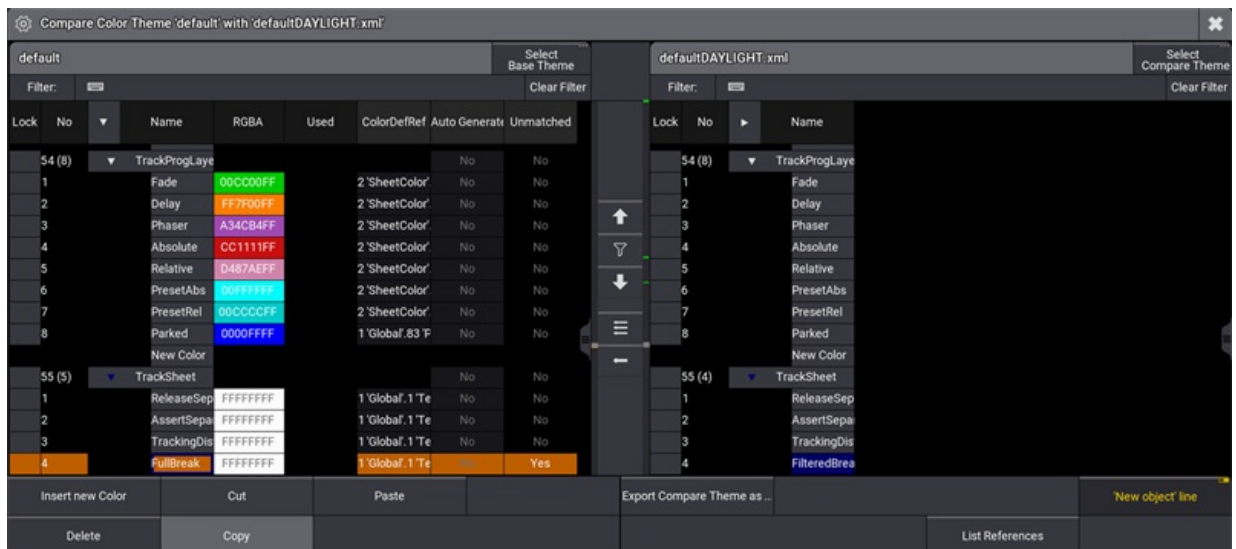 Compare Color Theme 'default' with 'defaultDAYLIGHT.xml'
default Select Base Theme defaultDAYLIGHT.xml Select Compare Theme
Filter: Clear Filter Filter: Clear Filter
Lock No Name RGBA Used ColorDefRef Auto Generate Unmatched Lock No Name
54 (8) TrackProgLaye No No 54 (8) TrackProgLaye
1 Fade 00CC00FF 2 'SheetColor'. No No 1 Fade
2 Delay FF7F00FF 2 'SheetColor'. No No 2 Delay
3 Phaser A34CB4FF 2 'SheetColor'. No No 3 Phaser
4 Absolute CC1111FF 2 'SheetColor'. No No 4 Absolute
5 Relative D487AEFF 2 'SheetColor'. No No 5 Relative
6 PresetAbs 00FFFFFF 2 'SheetColor'. No No 6 PresetAbs
7 PresetRel 00CCCCFF 2 'SheetColor'. No No 7 PresetRel
8 Parked 0000FFFF 1 'Global'.83 'P No No 8 Parked
New Color New Color
55 (5) TrackSheet No No 55 (4) TrackSheet
1 ReleaseSep FFFFFFFF 1 'Global'.1 'Te No No 1 ReleaseSep
2 AssertSepa FFFFFFFF 1 'Global'.1 'Te No No 2 AssertSepa
3 TrackingDis FFFFFFFF 1 'Global'.1 'Te No No 3 TrackingDis
4 FullBreak FFFFFFFF 1 'Global'.1 'Te Yes 4 FilteredBrea
Insert new Color Cut Paste Export Compare Theme as .. 'New object' line
Delete Copy List References